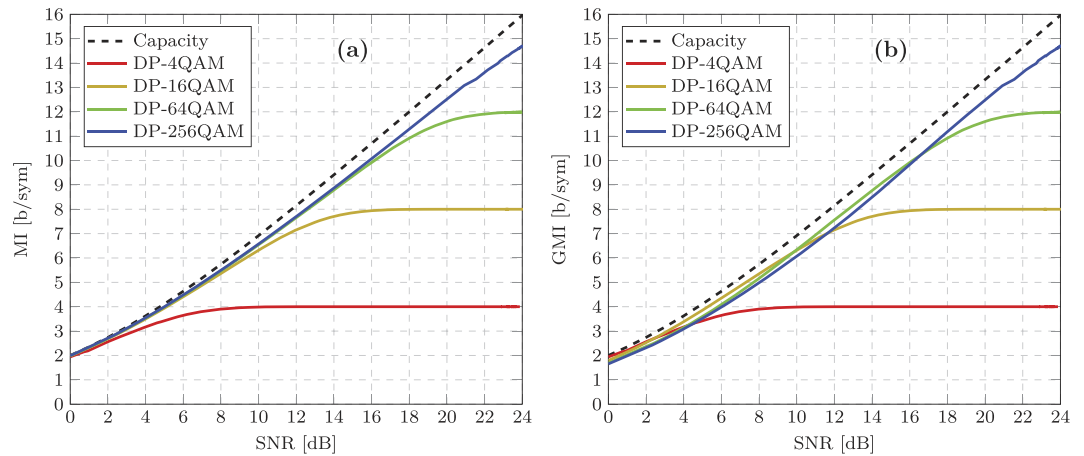 16
15
14
13
12
11
10
9
8
7
6
5
4
3
2
1
0
MI [b/sym]
Capacity
DP-4QAM
DP-16QAM
DP-64QAM
DP-256QAM
(a)
0 2 4 6 8 10 12 14 16 18 20 22 24
SNR [dB]
16
15
14
13
12
11
10
9
8
7
6
5
4
3
2
1
0
GMI [b/sym]
Capacity
DP-4QAM
DP-16QAM
DP-64QAM
DP-256QAM
(b)
0 2 4 6 8 10 12 14 16 18 20 22 24
SNR [dB]